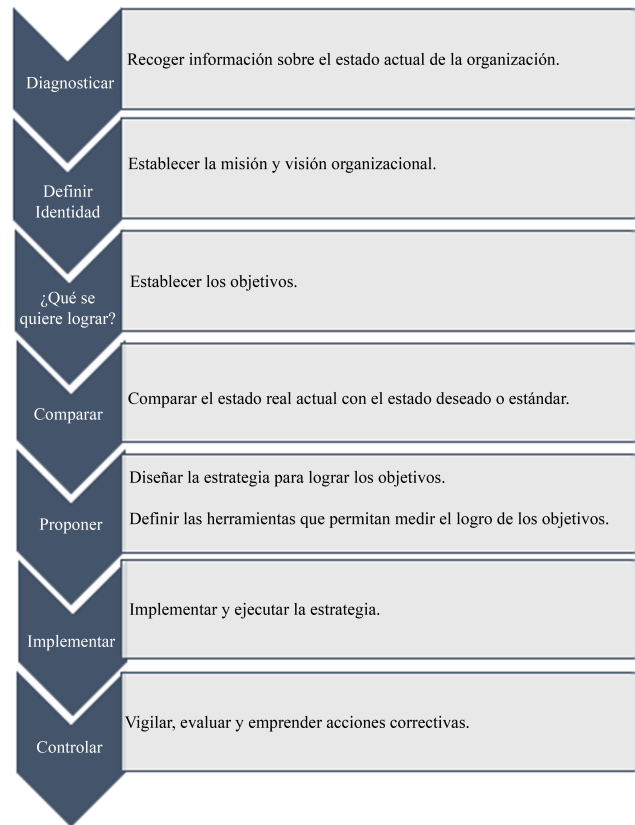 Diagnosticar
Recoger información sobre el estado actual de la organización.
Definir
Identidad
Establecer la misión y visión organizacional.
¿Qué se
quiere lograr?
Establecer los objetivos.
Comparar
Comparar el estado real actual con el estado deseado o estándar.
Proponer
Diseñar la estrategia para lograr los objetivos.
Definir las herramientas que permitan medir el logro de los objetivos.
Implementar
Implementar y ejecutar la estrategia.
Controlar
Vigilar, evaluar y emprender acciones correctivas.